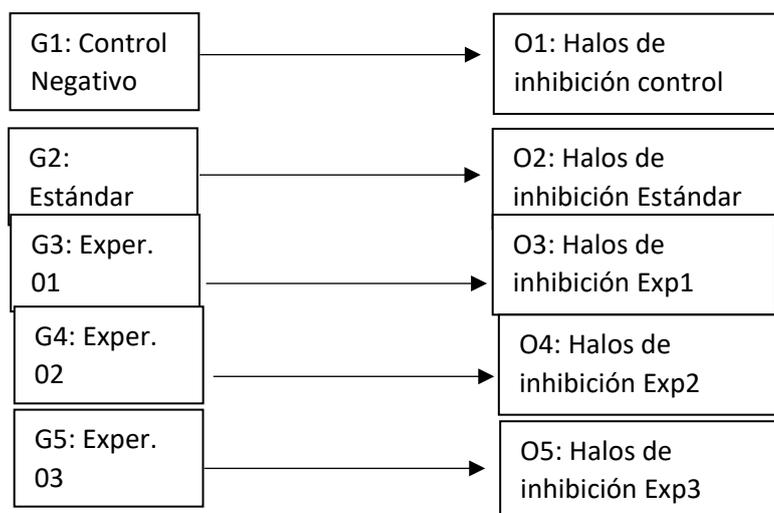 G1: Control
Negativo
O1: Halos de
inhibición control
G2:
Estándar
O2: Halos de
inhibición Estándar
G3: Exper.
01
O3: Halos de
inhibición Exp1
G4: Exper.
02
O4: Halos de
inhibición Exp2
G5: Exper.
03
O5: Halos de
inhibición Exp3